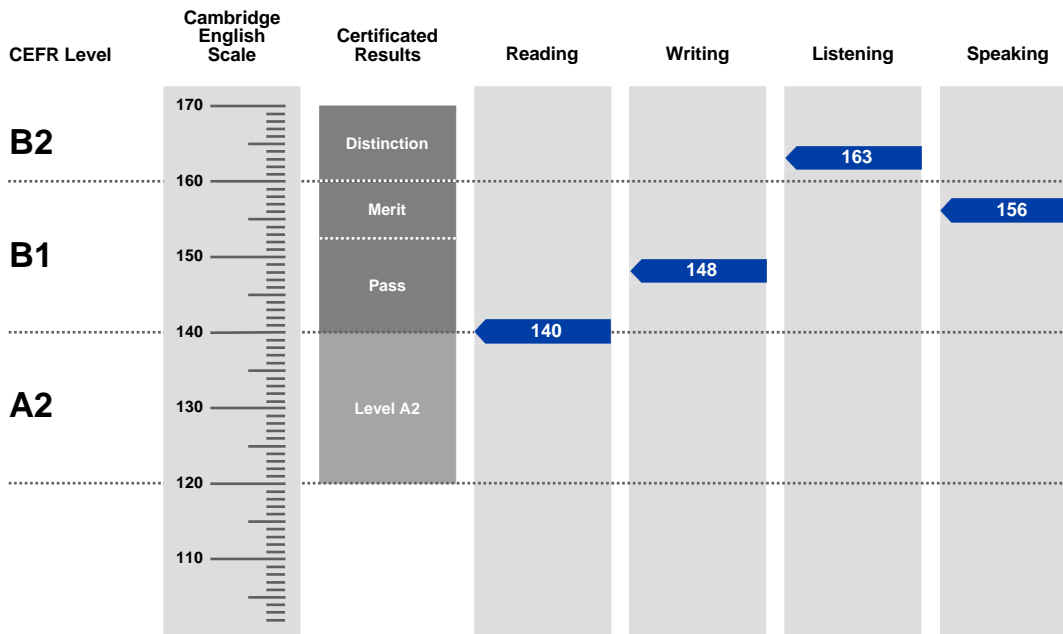 CEFR Level
Cambridge
English
Scale
Certificated
Results
Reading
Writing
Listening
Speaking
170
B2
Distinction
163
160
Merit
156
B1
150
148
Pass
140
140
A2
130
Level A2
120
110